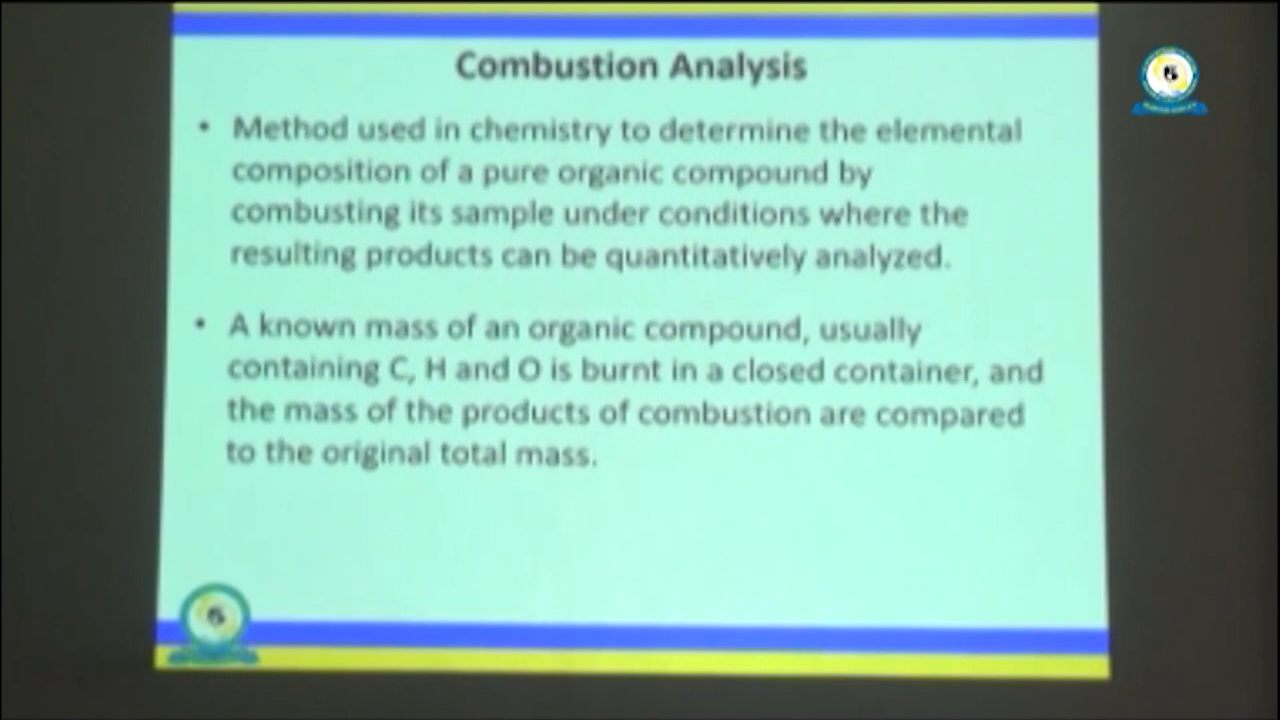 Combustion Analysis
• Method used in chemistry to determine the elemental
composition of a pure organic compound by
combusting its sample under conditions where the
resulting products can be quantitatively analyzed.
• A known mass of an organic compound, usually
containing C, H and O is burnt in a closed container, and
the mass of the products of combustion are compared
to the original total mass.